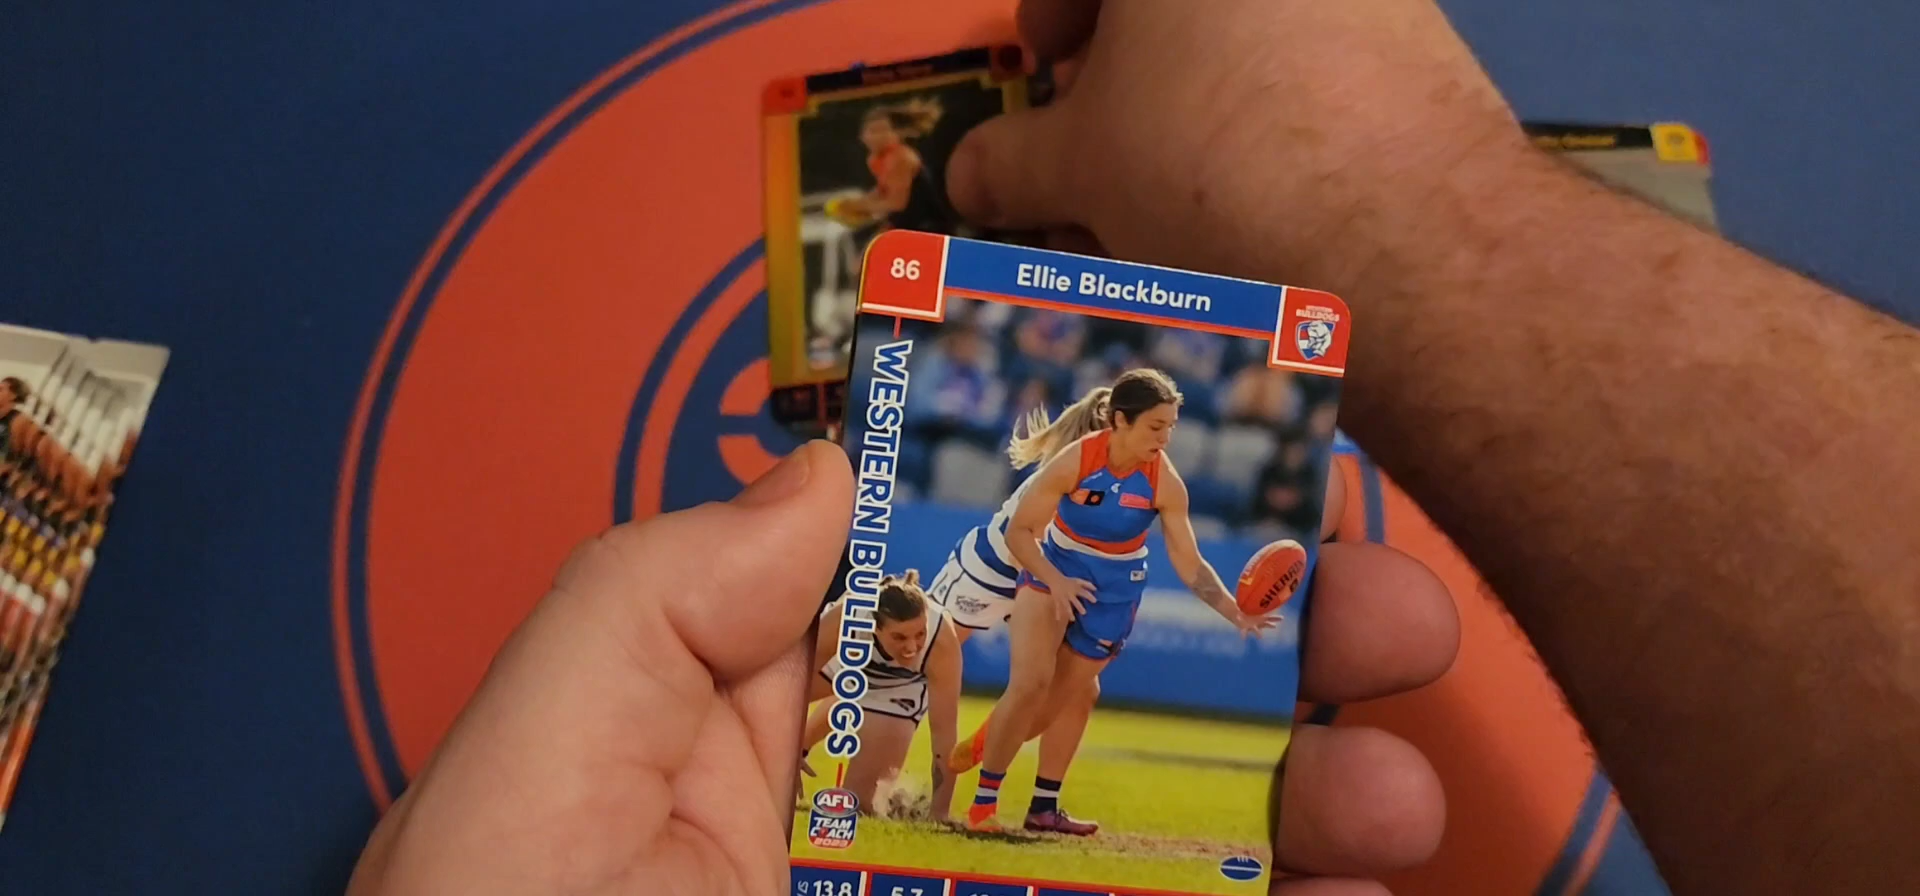 86
Ellie Blackburn
BULLDOGS
WESTERN BULLDOGS
SHERRIN
AFL
TEAM
COACH
2023
13.8
5.7